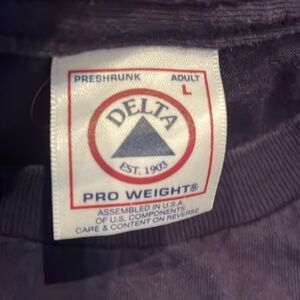 PRESHRUNK ADULT
L
DELTA
EST. 1903
PRO WEIGHT®
ASSEMBLED IN U.S.A.
OF U.S. COMPONENTS
CARE & CONTENT ON REVERSE